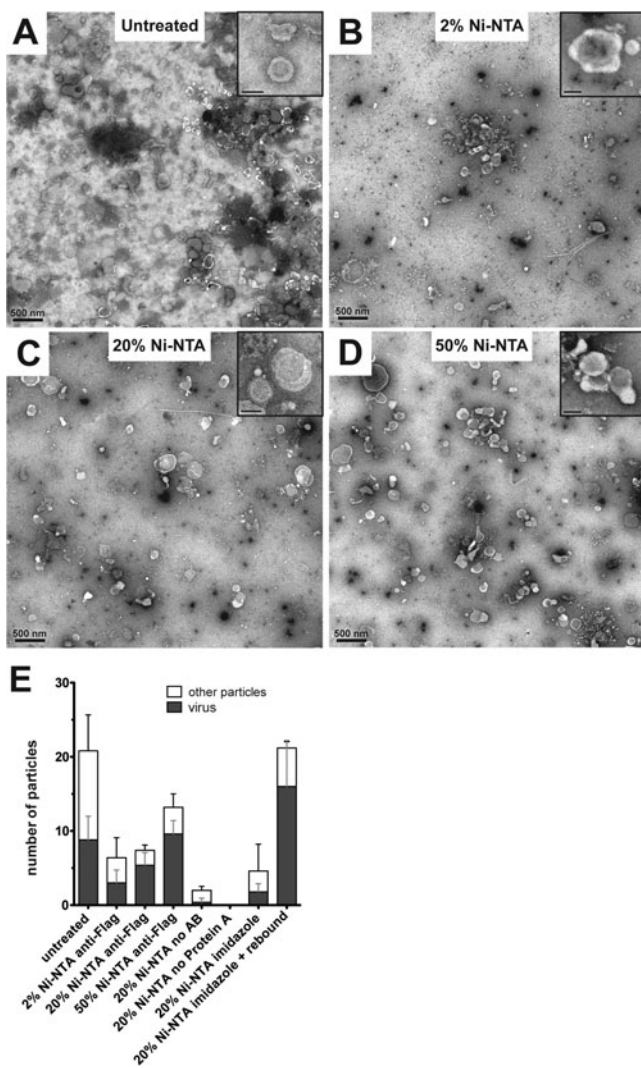 A
Untreated
B
2% Ni-NTA
500 nm
500 nm
C
20% Ni-NTA
D
50% Ni-NTA
500 nm
500 nm
E
30
20
10
0
number of particles
other particles
virus
untreated
2% Ni-NTA anti-Flag
20% Ni-NTA anti-Flag
50% Ni-NTA anti-Flag
20% Ni-NTA no AB
20% Ni-NTA no Protein A
20% Ni-NTA imidazole
20% Ni-NTA imidazole + rebound